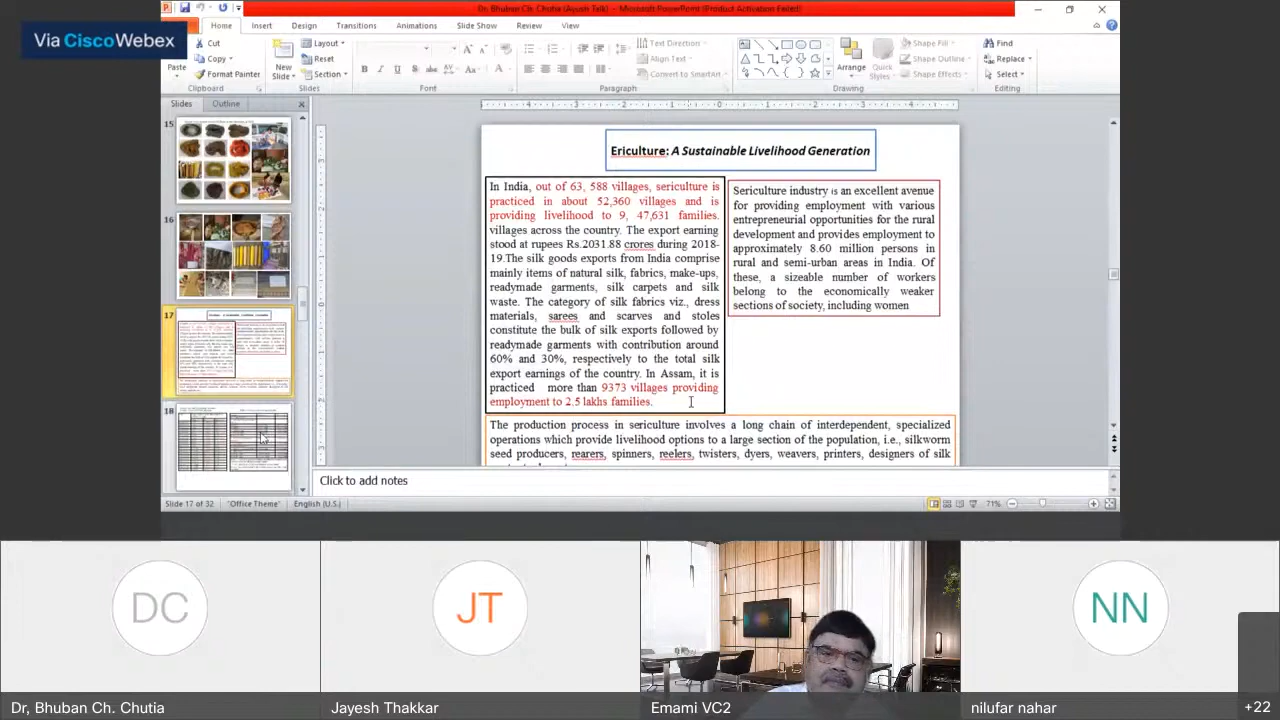 Dr. Bhuban Ch. Chutia (Ayush Talk) - Microsoft PowerPoint (Product Activation Failed)
Via CiscoWebex
Home
Insert
Design
Transitions
Animations
Slide Show
Review
View
Paste
Cut
Copy
Format Painter
Clipboard
New
Slide
Layout
Reset
Section
Slides
Font
Text Direction
Align Text
Convert to SmartArt
Paragraph
Arrange
Quick
Styles
Shape Fill
Shape Outline
Shape Effects
Drawing
Find
Replace
Select
Editing
Slides
Outline
15
16
17
18
Ericulture: A Sustainable Livelihood Generation
In India, out of 63, 588 villages, sericulture is
practiced in about 52,360 villages and is
providing livelihood to 9, 47,631 families.
villages across the country. The export earning
stood at rupees Rs.2031.88 crores during 2018-
19.The silk goods exports from India comprise
mainly items of natural silk, fabrics, make-ups,
readymade garments, silk carpets and silk
waste. The category of silk fabrics viz., dress
materials, sarees and scarves and stoles
constitute the bulk of silk exports followed by
readymade garments with contribution around
60% and 30%, respectively to the total silk
export earnings of the country. In Assam, it is
practiced more than 9373 villages providing
employment to 2.5 lakhs families.
Sericulture industry is an excellent avenue
for providing employment with various
entrepreneurial opportunities for the rural
development and provides employment to
approximately 8.60 million persons in
rural and semi-urban areas in India. Of
these, a sizeable number of workers
belong to the economically weaker
sections of society, including women
The production process in sericulture involves a long chain of interdependent, specialized
operations which provide livelihood options to a large section of the population, i.e., silkworm
seed producers, rearers, spinners, reelers, twisters, dyers, weavers, printers, designers of silk
Click to add notes
Slide 17 of 32
"Office Theme"
English (U.S.)
71%
DC
JT
NN
Dr, Bhuban Ch. Chutia
Jayesh Thakkar
Emami VC2
nilufar nahar
+22